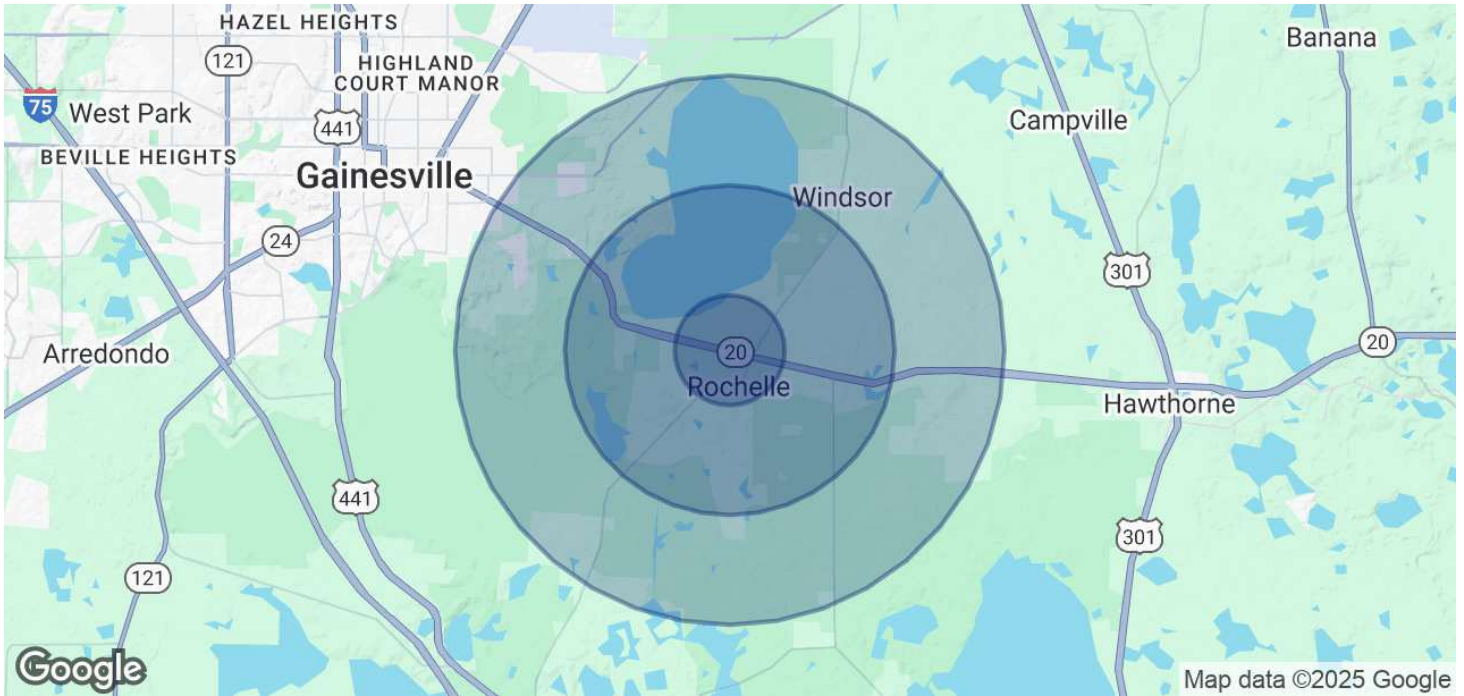 HAZEL HEIGHTS
121
HIGHLAND
COURT MANOR
Banana
75
West Park
441
Campville
BEVILLE HEIGHTS
Gainesville
Windsor
24
301
Arredondo
20
Rochelle
20
Hawthorne
441
301
121
Google
Map data ©2025 Google